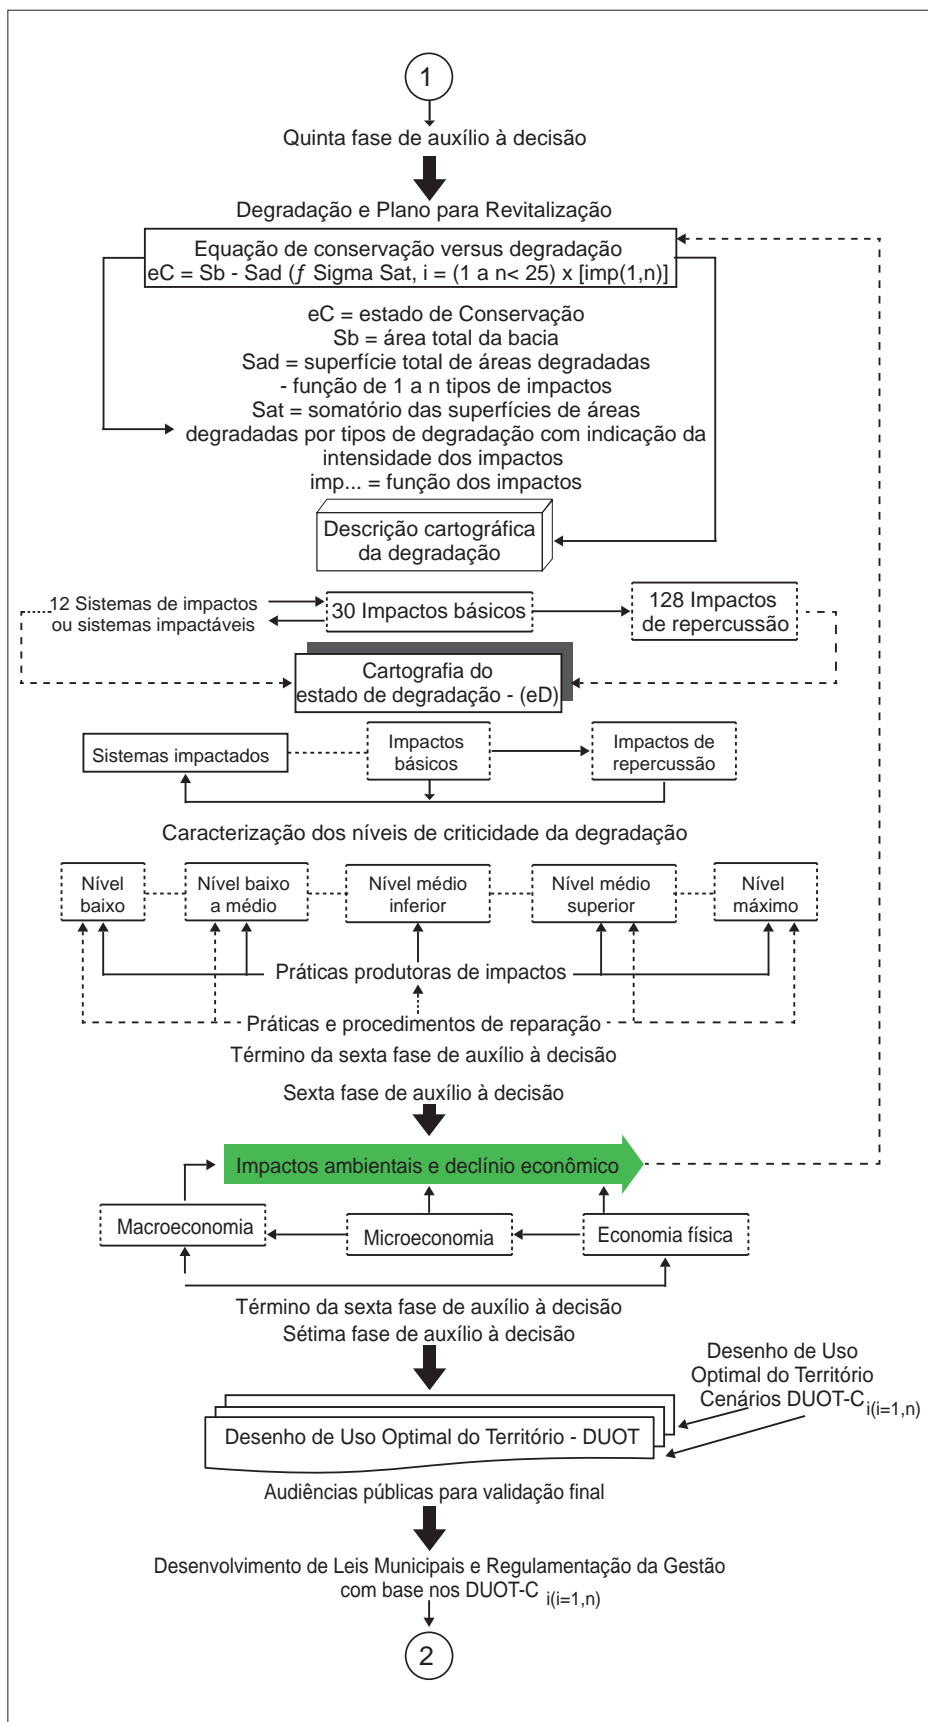 1
Quinta fase de auxílio à decisão
Degradação e Plano para Revitalização
Equação de conservação versus degradação
eC = Sb - Sad (ƒ Sigma Sat, i = (1 a n< 25) x [imp(1,n)]
eC = estado de Conservação
Sb = área total da bacia
Sad = superfície total de áreas degradadas
- função de 1 a n tipos de impactos
Sat = somatório das superfícies de áreas
degradadas por tipos de degradação com indicação da
intensidade dos impactos
imp... = função dos impactos
Descrição cartográfica
da degradação
12 Sistemas de impactos
ou sistemas impactáveis
30 Impactos básicos
128 Impactos
de repercussão
Cartografia do
estado de degradação - (eD)
Sistemas impactados
Impactos
básicos
Impactos de
repercussão
Caracterização dos níveis de criticidade da degradação
Nível
baixo
Nível baixo
a médio
Nível médio
inferior
Nível médio
superior
Nível
máximo
Práticas produtoras de impactos
Práticas e procedimentos de reparação
Término da sexta fase de auxílio à decisão
Sexta fase de auxílio à decisão
Impactos ambientais e declínio econômico
Macroeconomia
Microeconomia
Economia física
Término da sexta fase de auxílio à decisão
Sétima fase de auxílio à decisão
Desenho de Uso
Optimal do Território
Cenários DUOT-C i(i=1,n)
Desenho de Uso Optimal do Território - DUOT
Audiências públicas para validação final
Desenvolvimento de Leis Municipais e Regulamentação da Gestão
com base nos DUOT-C i(i=1,n)
2